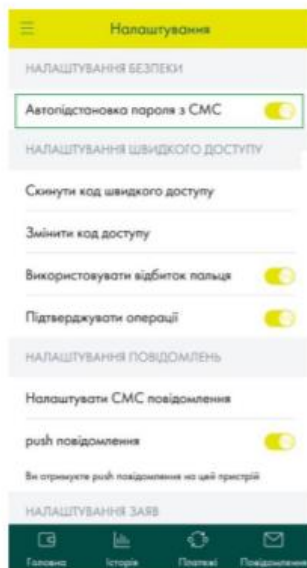 Налаштування
НАЛАШТУВАННЯ БЕЗПЕКИ
Автопідстановка пароля з СМС
НАЛАШТУВАННЯ ШВИДКОГО ДОСТУПУ
Скинути код швидкого доступу
Змінити код доступу
Використовувати відбиток пальця
Підтверджувати операції
НАЛАШТУВАННЯ ПОВІДОМЛЕНЬ
Налаштувати СМС повідомлення
push повідомлення
Ви отримуєте push повідомлення на цей пристрій
НАЛАШТУВАННЯ ЗАЯВ
Головна Історія Платежі Повідомлення